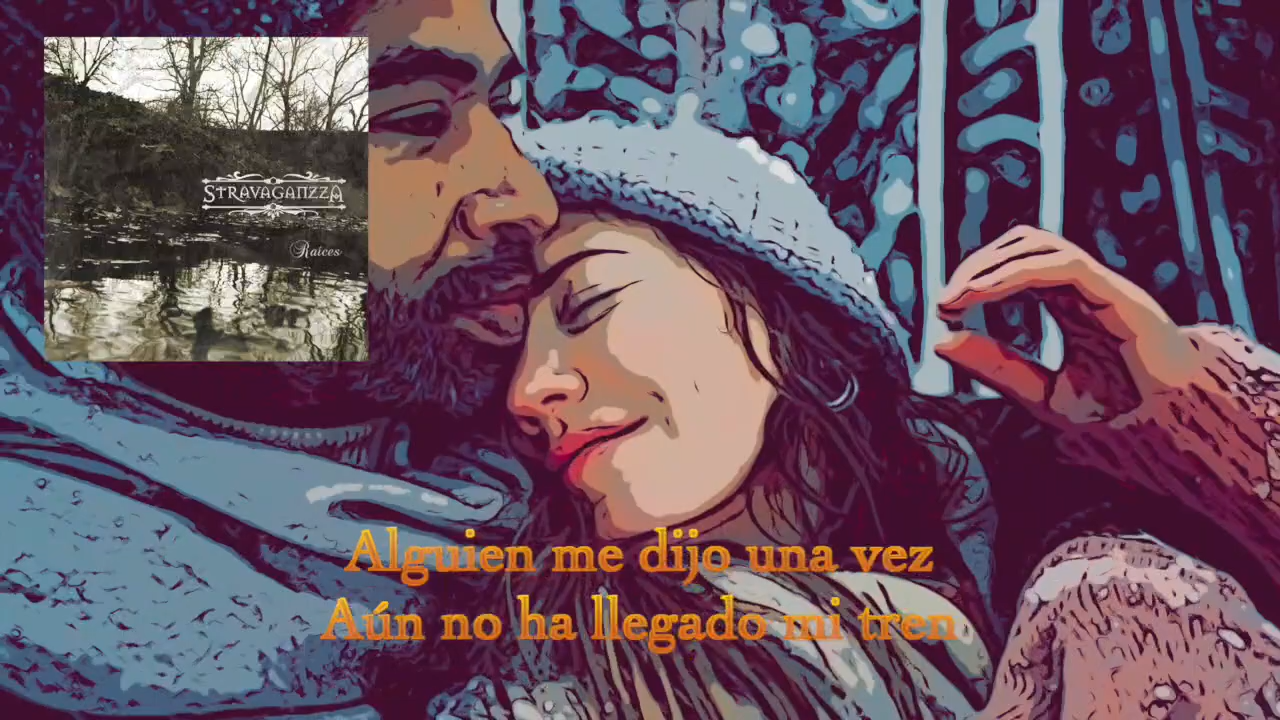 STRAVAGANZZA
Raíces
Alguien me dijo una vez
Aún no ha llegado mi tren